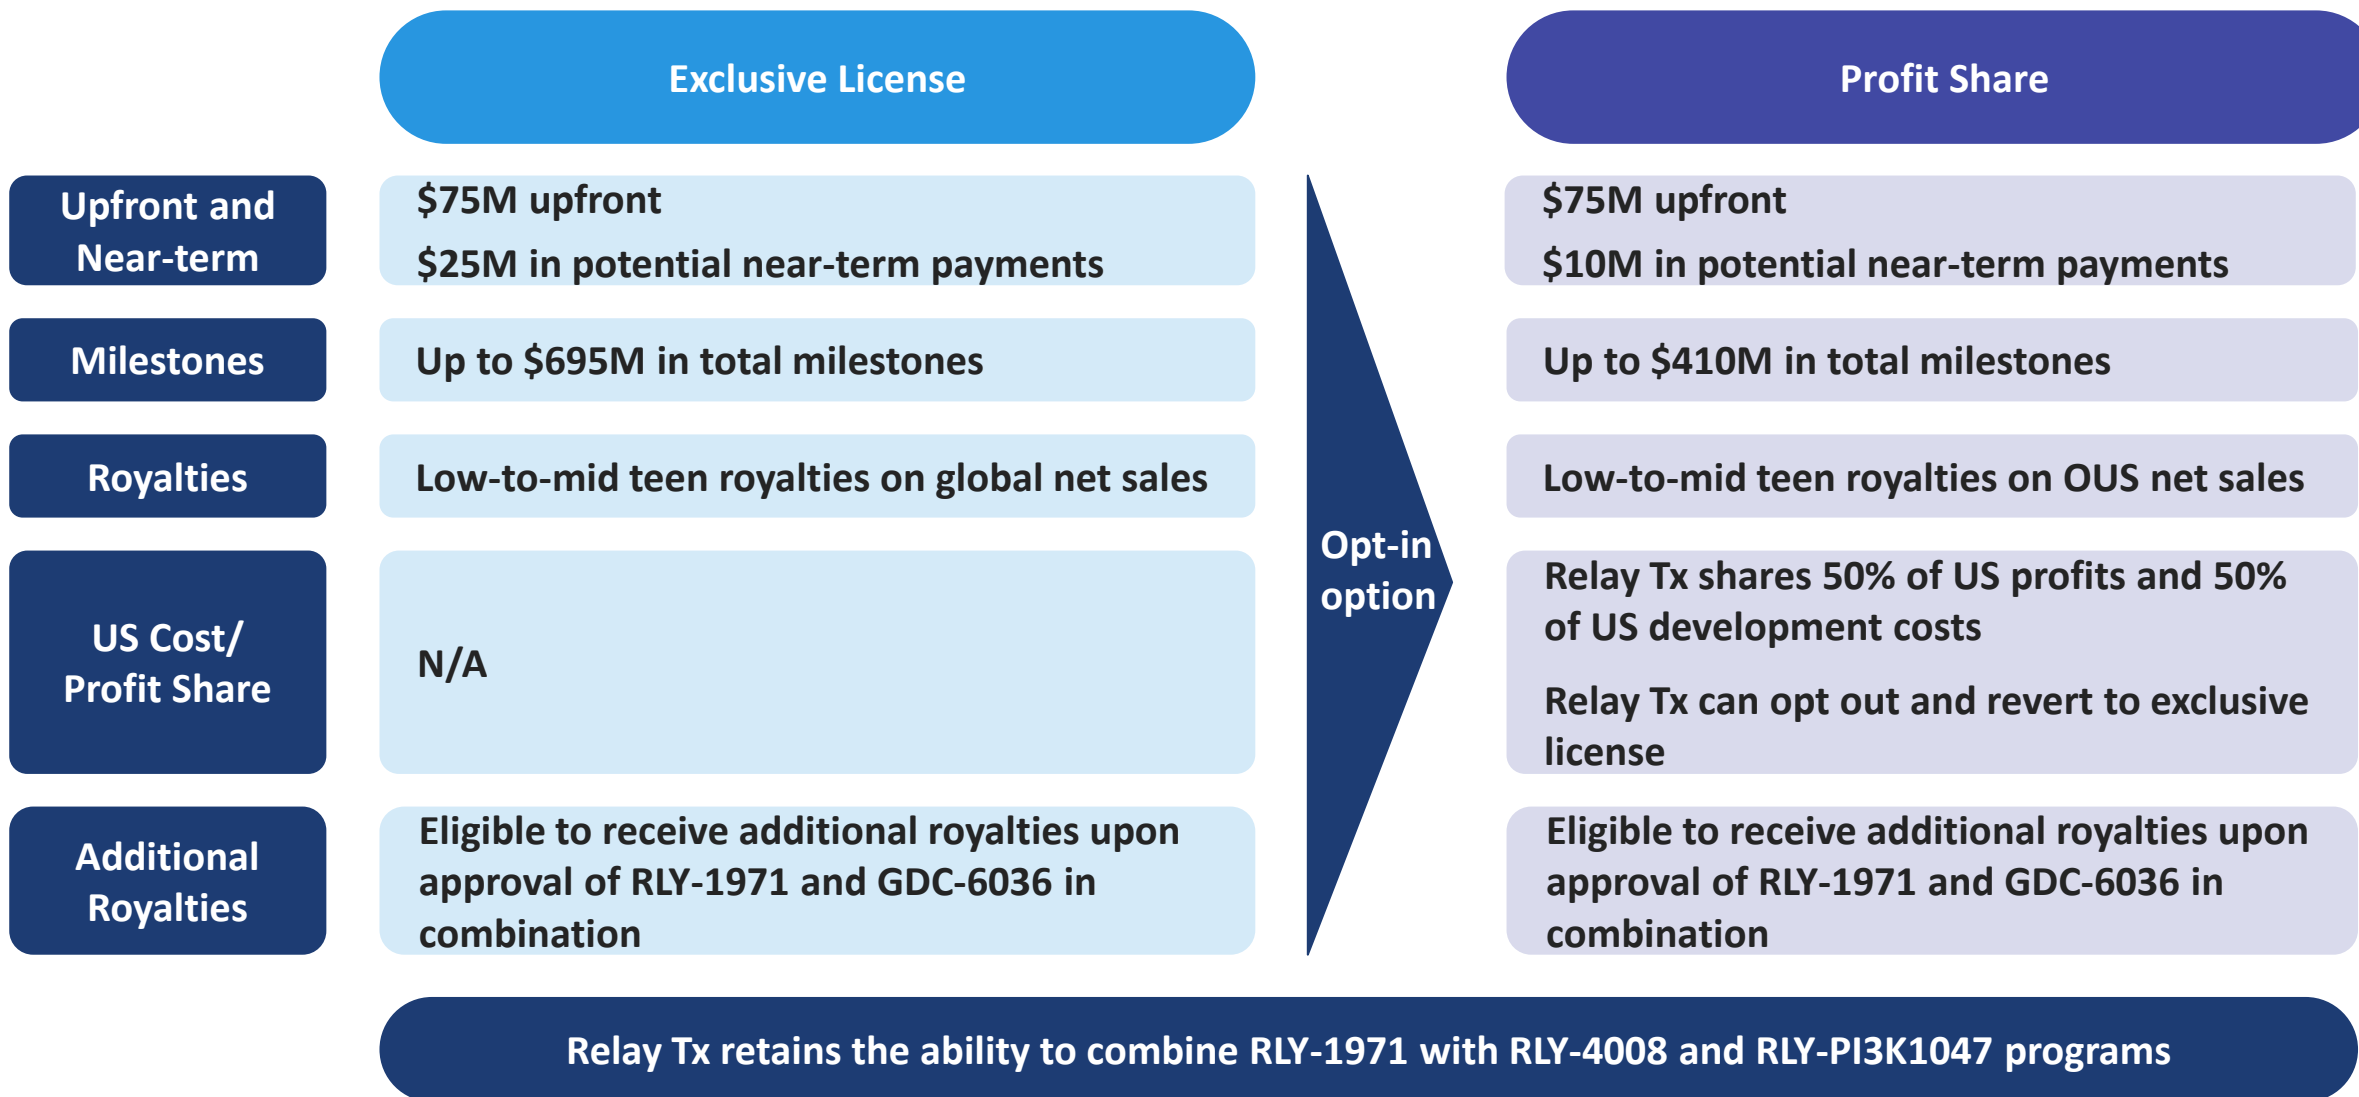 Exclusive License
Profit Share
Upfront and
Near-term
$75M upfront
$25M in potential near-term payments
$75M upfront
$10M in potential near-term payments
Milestones
Up to $695M in total milestones
Up to $410M in total milestones
Royalties
Low-to-mid teen royalties on global net sales
Low-to-mid teen royalties on OUS net sales
Opt-in
option
US Cost/
Profit Share
N/A
Relay Tx shares 50% of US profits and 50%
of US development costs
Relay Tx can opt out and revert to exclusive
license
Additional
Royalties
Eligible to receive additional royalties upon
approval of RLY-1971 and GDC-6036 in
combination
Eligible to receive additional royalties upon
approval of RLY-1971 and GDC-6036 in
combination
Relay Tx retains the ability to combine RLY-1971 with RLY-4008 and RLY-PI3K1047 programs